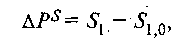 ΔPˢ = S₁. – S₁,₀,